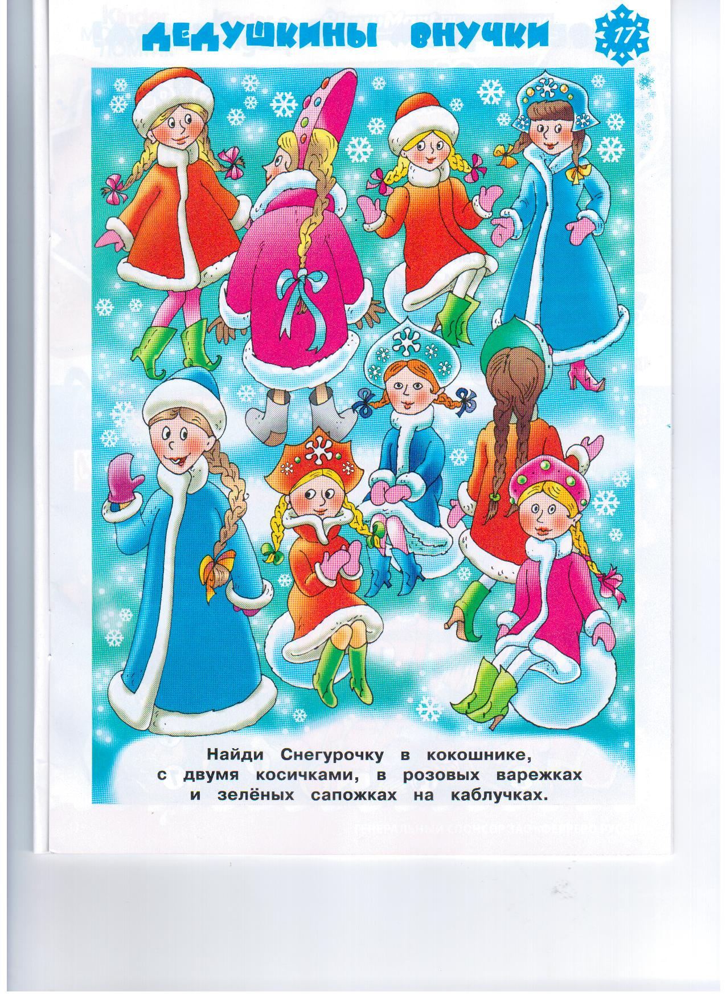 ДЕДУШКИНЫ ВНУЧКИ
17
Найди Снегурочку в кокошнике,
с двумя косичками, в розовых варежках
и зелёных сапожках на каблучках.